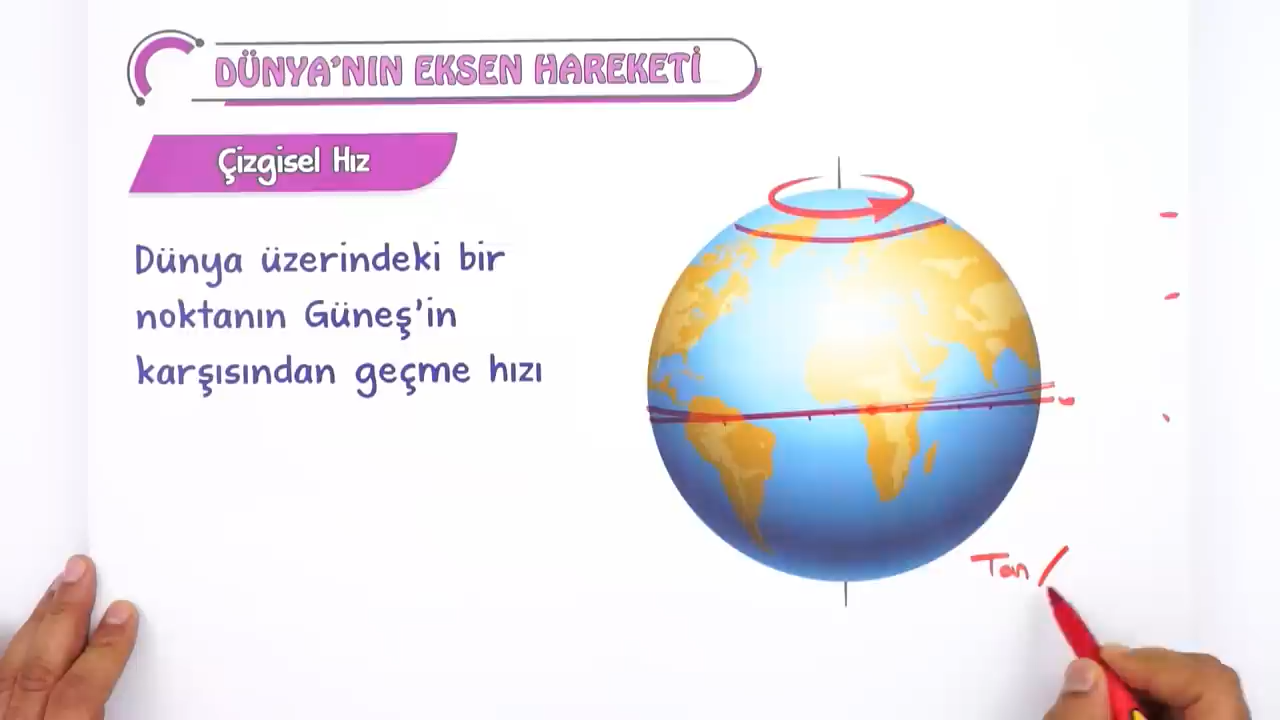 DÜNYA'NIN EKSEN HAREKETİ
Çizgisel Hız
Dünya üzerindeki bir
noktanın Güneş'in
karşısından geçme hızı
Tan /